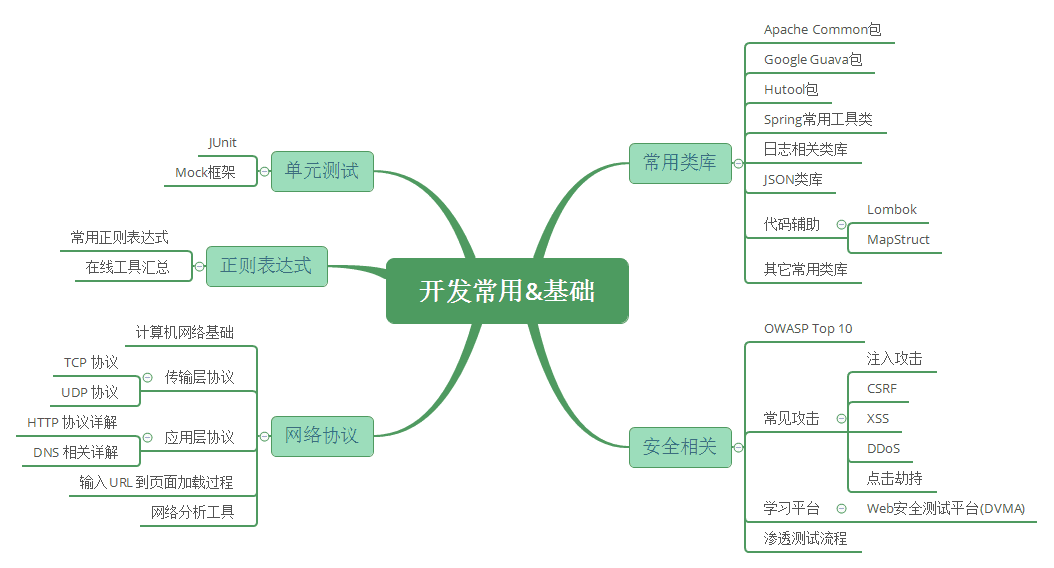 开发常用&基础
常用类库
Apache Common包
Google Guava包
Hutool包
Spring常用工具类
日志相关类库
JSON类库
代码辅助
Lombok
MapStruct
其它常用类库
安全相关
OWASP Top 10
常见攻击
注入攻击
CSRF
XSS
DDoS
点击劫持
学习平台
Web安全测试平台(DVMA)
渗透测试流程
单元测试
JUnit
Mock框架
正则表达式
常用正则表达式
在线工具汇总
网络协议
计算机网络基础
传输层协议
TCP 协议
UDP 协议
应用层协议
HTTP 协议详解
DNS 相关详解
输入 URL 到页面加载过程
网络分析工具